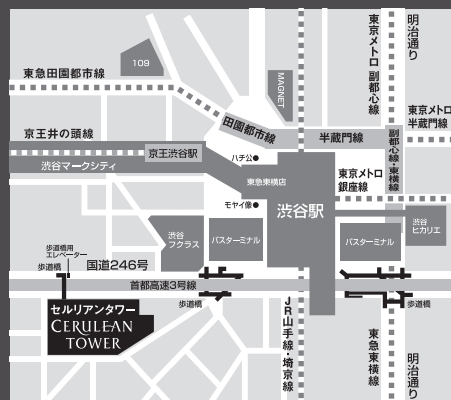 東京メトロ 副都心線
明治通り
109
東急田園都市線
MAGNET
東京メトロ
半蔵門線
田園都市線
半蔵門線
京王井の頭線
京王渋谷駅
ハチ公●
副都心線・東横線
渋谷マークシティ
東急東横店
東京メトロ
銀座線
モヤイ像●
渋谷駅
渋谷
フクラス
バスターミナル
バスターミナル
渋谷
ヒカリエ
歩道橋用
エレベーター
歩道橋
国道246号
首都高速3号線
歩道橋
歩道橋
セルリアンタワー
CERULEAN
TOWER
JR山手線・埼京線
東急東横線
明治通り